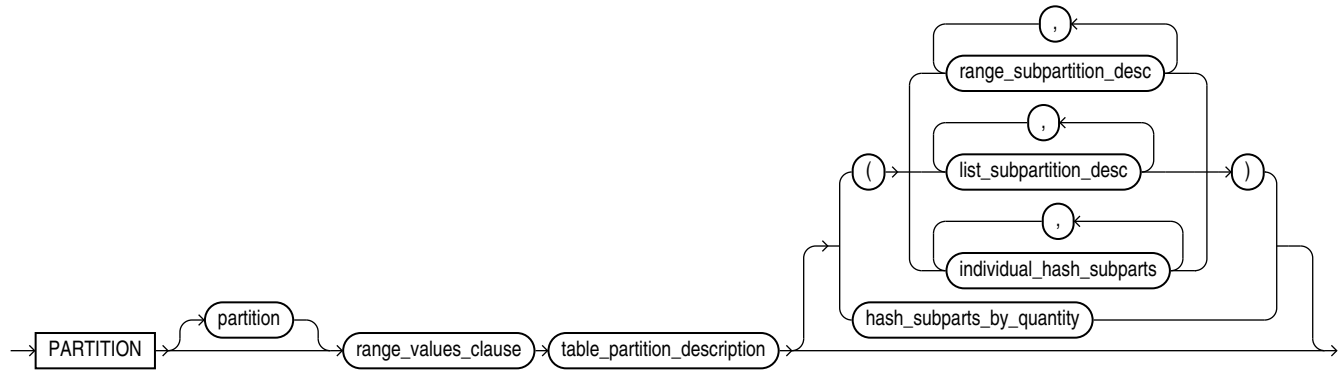 ,
range_subpartition_desc
,
( list_subpartition_desc )
,
individual_hash_subparts
partition hash_subparts_by_quantity
PARTITION range_values_clause table_partition_description